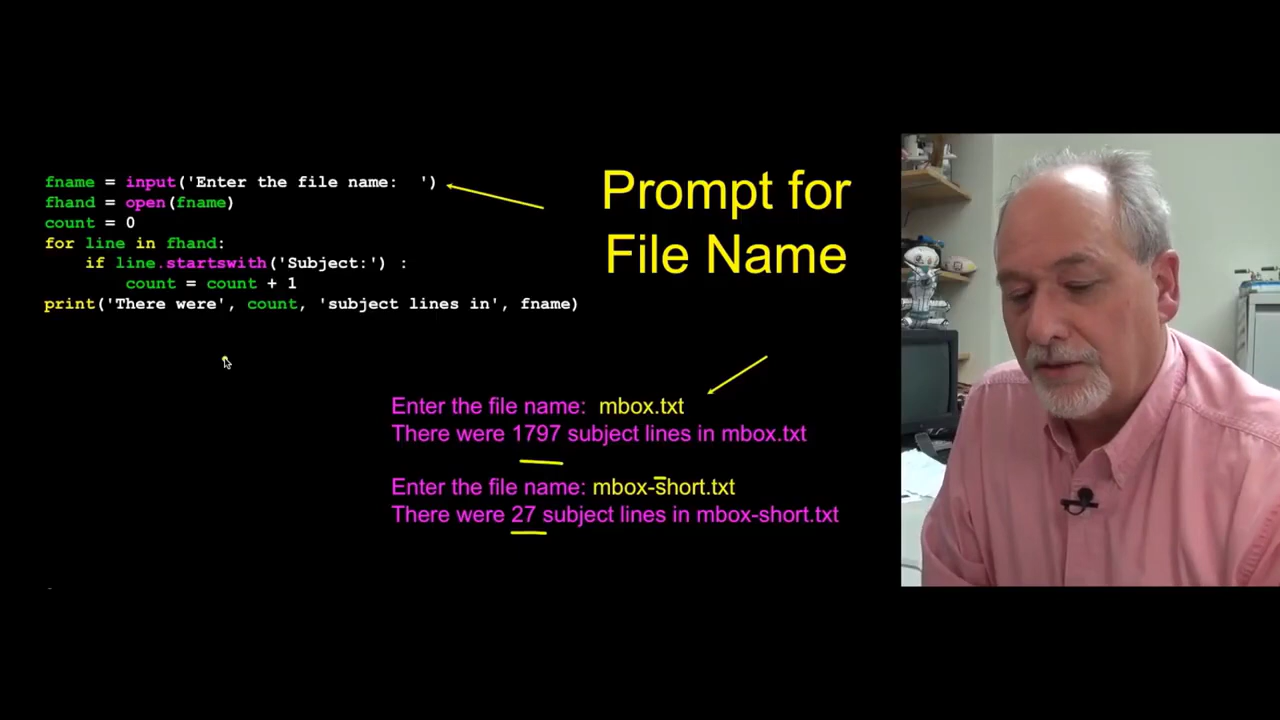 fname = input('Enter the file name:  ')
fhand = open(fname)
count = 0
for line in fhand:
    if line.startswith('Subject:') :
        count = count + 1
print('There were', count, 'subject lines in', fname)
Prompt for
File Name
Enter the file name:  mbox.txt
There were 1797 subject lines in mbox.txt
Enter the file name: mbox-short.txt
There were 27 subject lines in mbox-short.txt